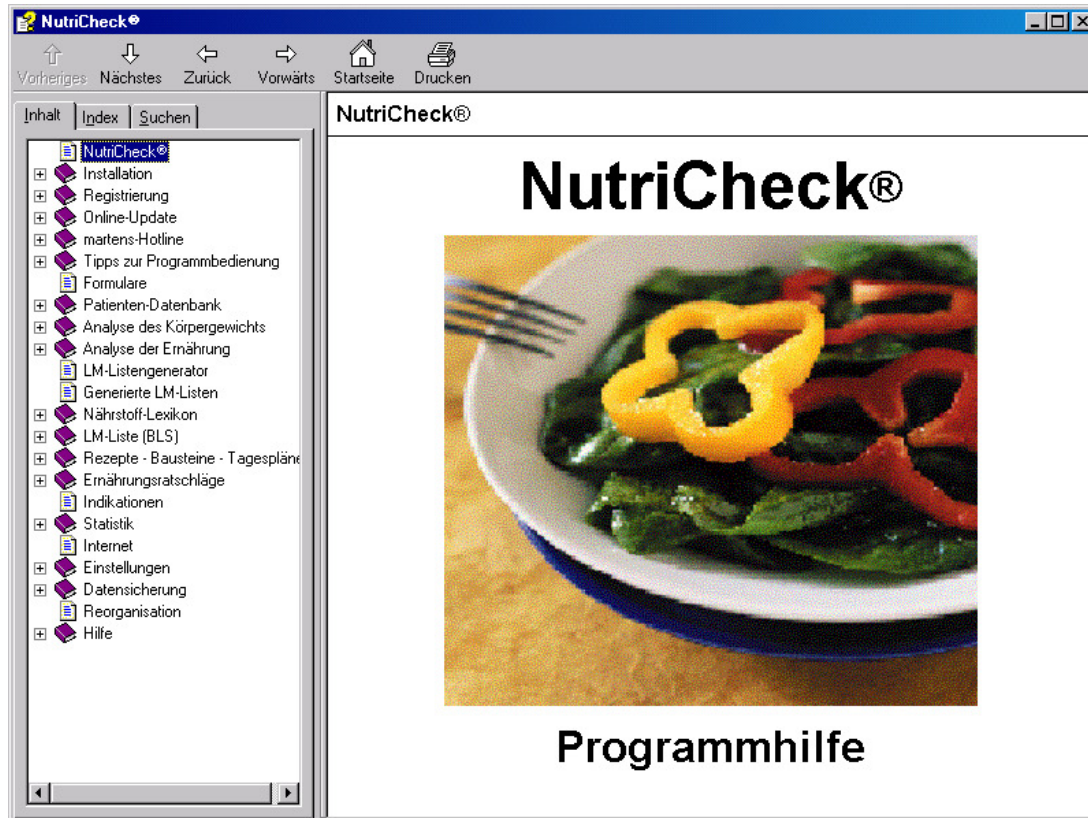 NutriCheck®
Vorheriges Nächstes Zurück Vorwärts Startseite Drucken
Inhalt Index Suchen
NutriCheck®
Installation
Registrierung
Online-Update
martens-Hotline
Tipps zur Programmbedienung
Formulare
Patienten-Datenbank
Analyse des Körpergewichts
Analyse der Ernährung
LM-Listengenerator
Generierte LM-Listen
Nährstoff-Lexikon
LM-Liste (BLS)
Rezepte - Bausteine - Tagespläne
Ernährungsratschläge
Indikationen
Statistik
Internet
Einstellungen
Datensicherung
Reorganisation
Hilfe
NutriCheck®
NutriCheck®
Programmhilfe